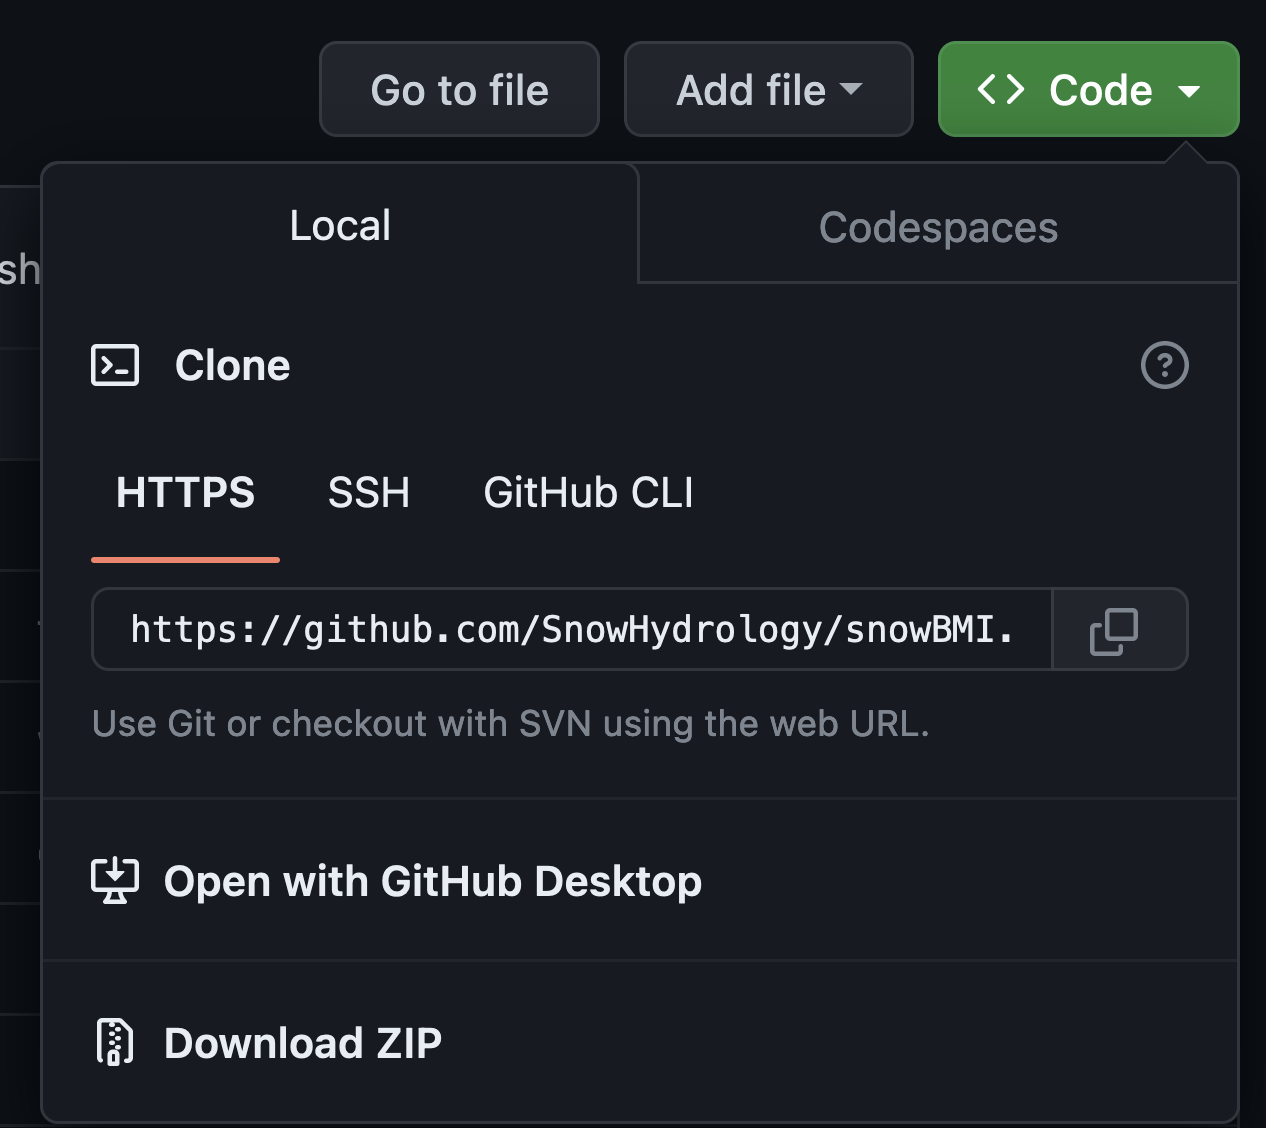 Go to file
Add file
Code
Local
Codespaces
sh
Clone
HTTPS
SSH
GitHub CLI
https://github.com/SnowHydrology/snowBMI.
Use Git or checkout with SVN using the web URL.
Open with GitHub Desktop
Download ZIP